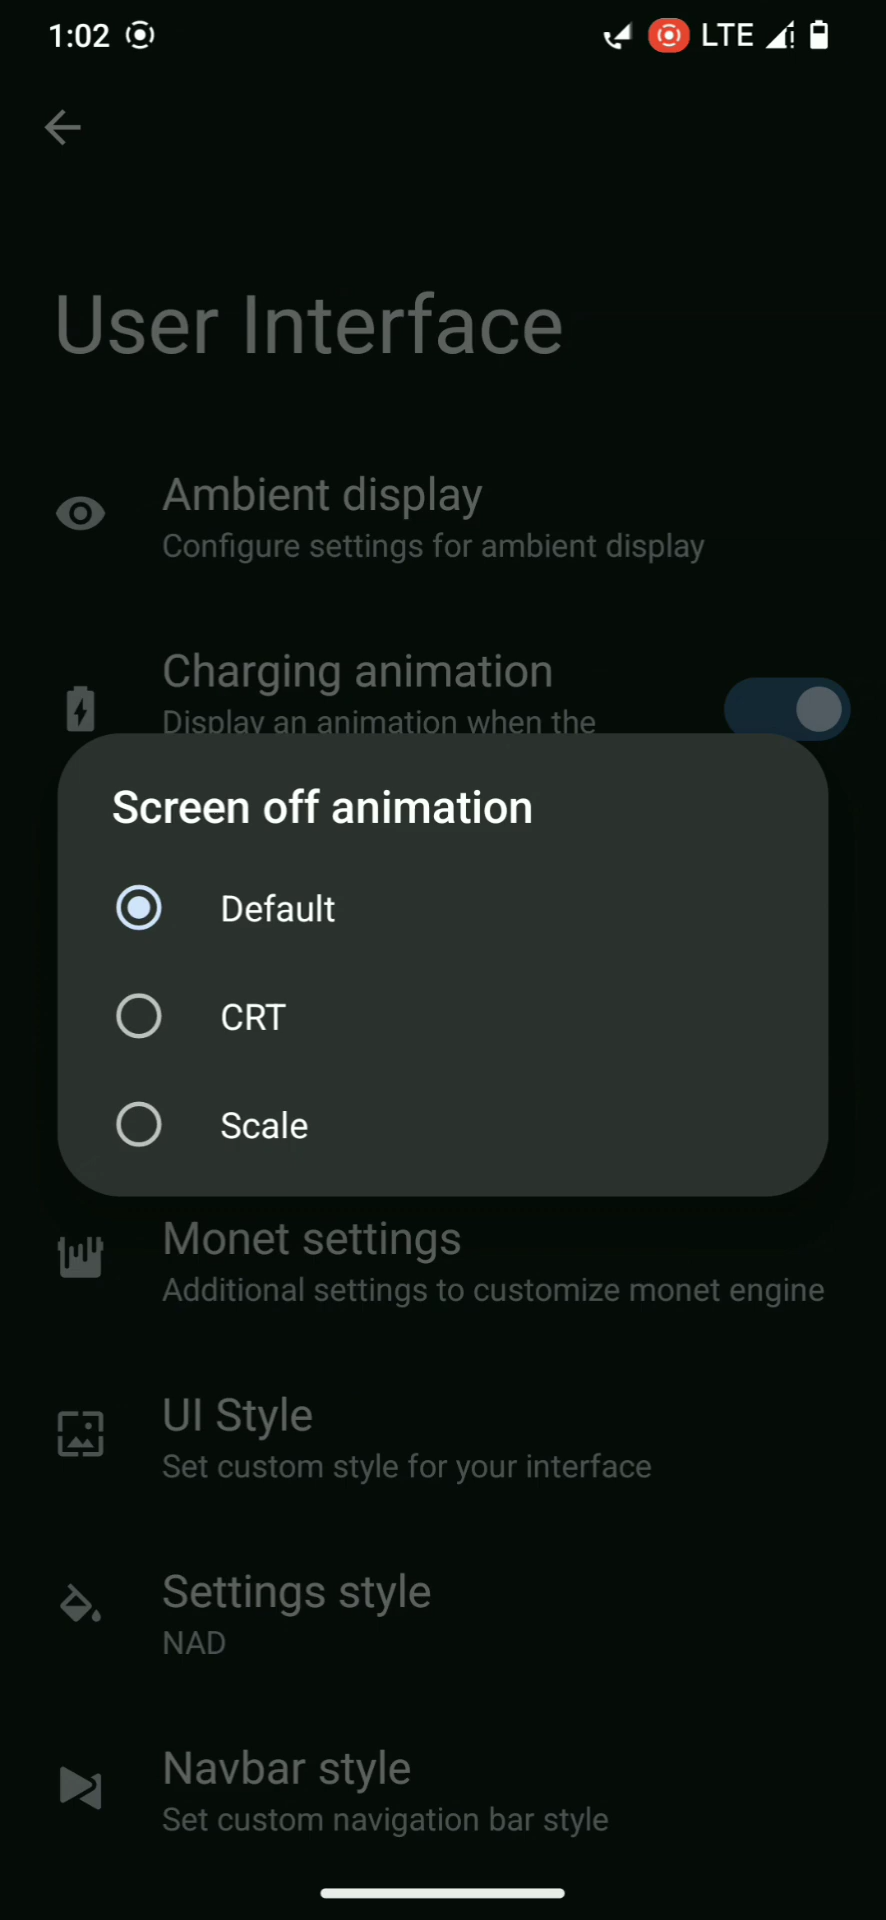 1:02 LTE
User Interface
Ambient display
Configure settings for ambient display
Charging animation
Display an animation when the
Screen off animation
Default
CRT
Scale
Monet settings
Additional settings to customize monet engine
UI Style
Set custom style for your interface
Settings style
NAD
Navbar style
Set custom navigation bar style